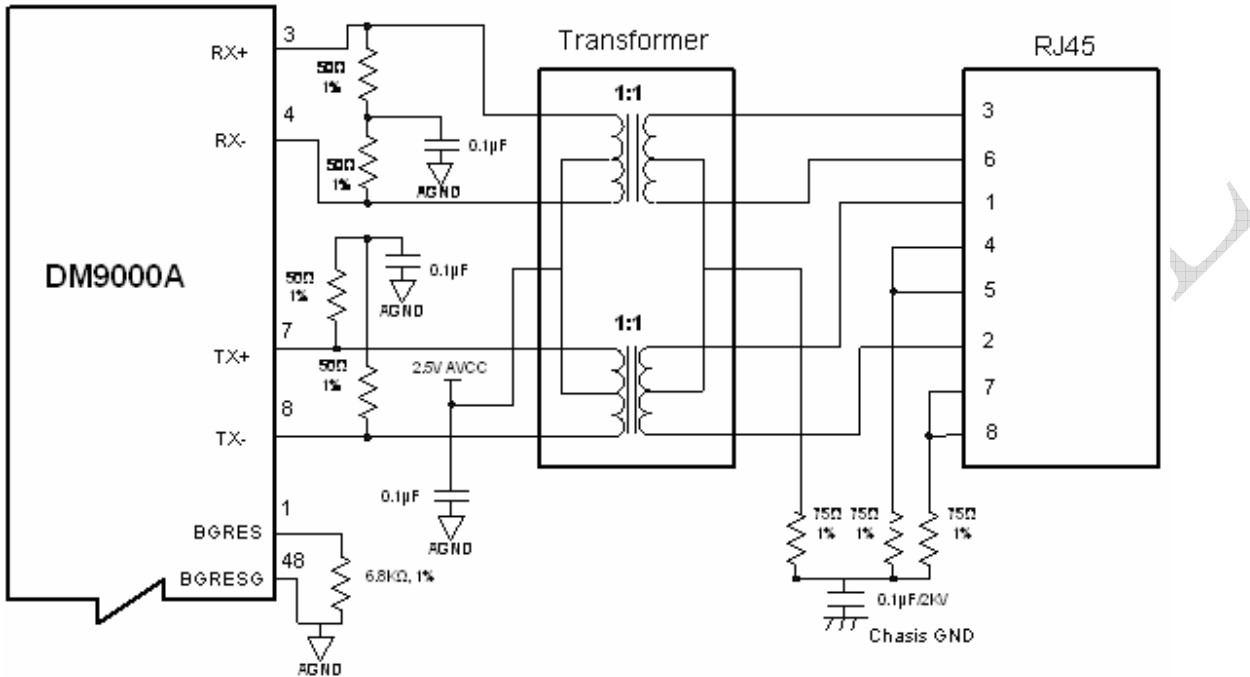 Transformer
RJ45
DM9000A
RX+
3
RX-
4
TX+
7
TX-
8
BGRES
1
BGRESG
48
50Ω
1%
50Ω
1%
0.1µF
AGND
50Ω
1%
0.1µF
AGND
50Ω
1%
2.5V AVCC
0.1µF
AGND
6.8KΩ, 1%
AGND
1:1
1:1
3
6
1
4
5
2
7
8
75Ω
1%
75Ω
1%
75Ω
1%
0.1µF/2KV
Chasis GND